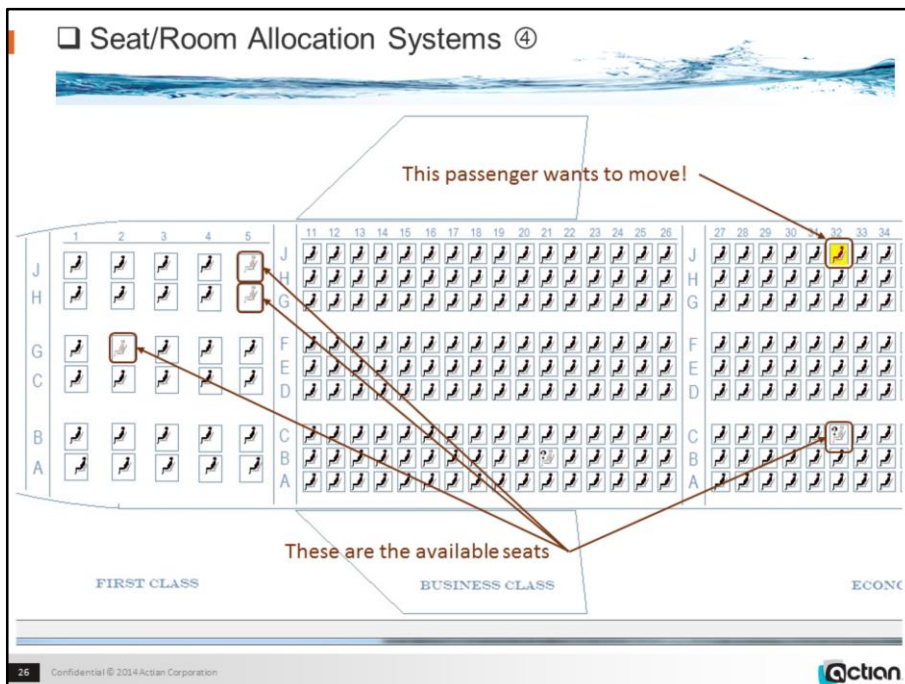 ❑ Seat/Room Allocation Systems ④
This passenger wants to move!
1 2 3 4 5
11 12 13 14 15 16 17 18 19 20 21 22 23 24 25 26
27 28 29 30 31 32 33 34
J J J
H H H
G G
G F F
C E E
D D
B C C
A B B
A A
These are the available seats
FIRST CLASS
BUSINESS CLASS
ECONO
26 Confidential © 2014 Actian Corporation
actian